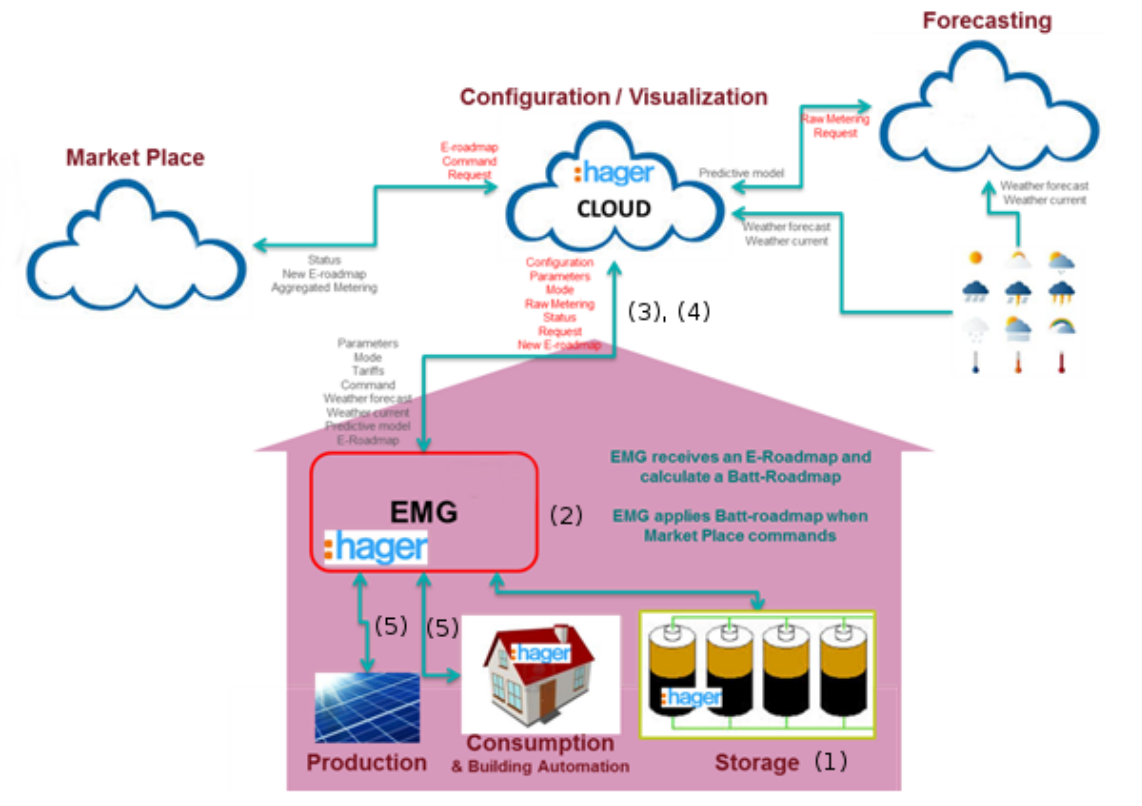 Forecasting
Configuration / Visualization
Market Place
E-roadmap
Command
Request
:hager
CLOUD
Raw Metering
Request
Predictive model
Weather forecast
Weather current
Weather forecast
Weather current
Status
New E-roadmap
Aggregated Metering
Configuration
Parameters
Mode
Raw Metering
Status
Request
New E-roadmap
(3), (4)
Parameters
Mode
Tariffs
Command
Weather forecast
Weather current
Predictive model
E-Roadmap
EMG receives an E-Roadmap and
calculate a Batt-Roadmap
EMG applies Batt-roadmap when
Market Place commands
EMG
:hager
(2)
(5)
(5)
:hager
:hager
Production
Consumption
& Building Automation
Storage (1)